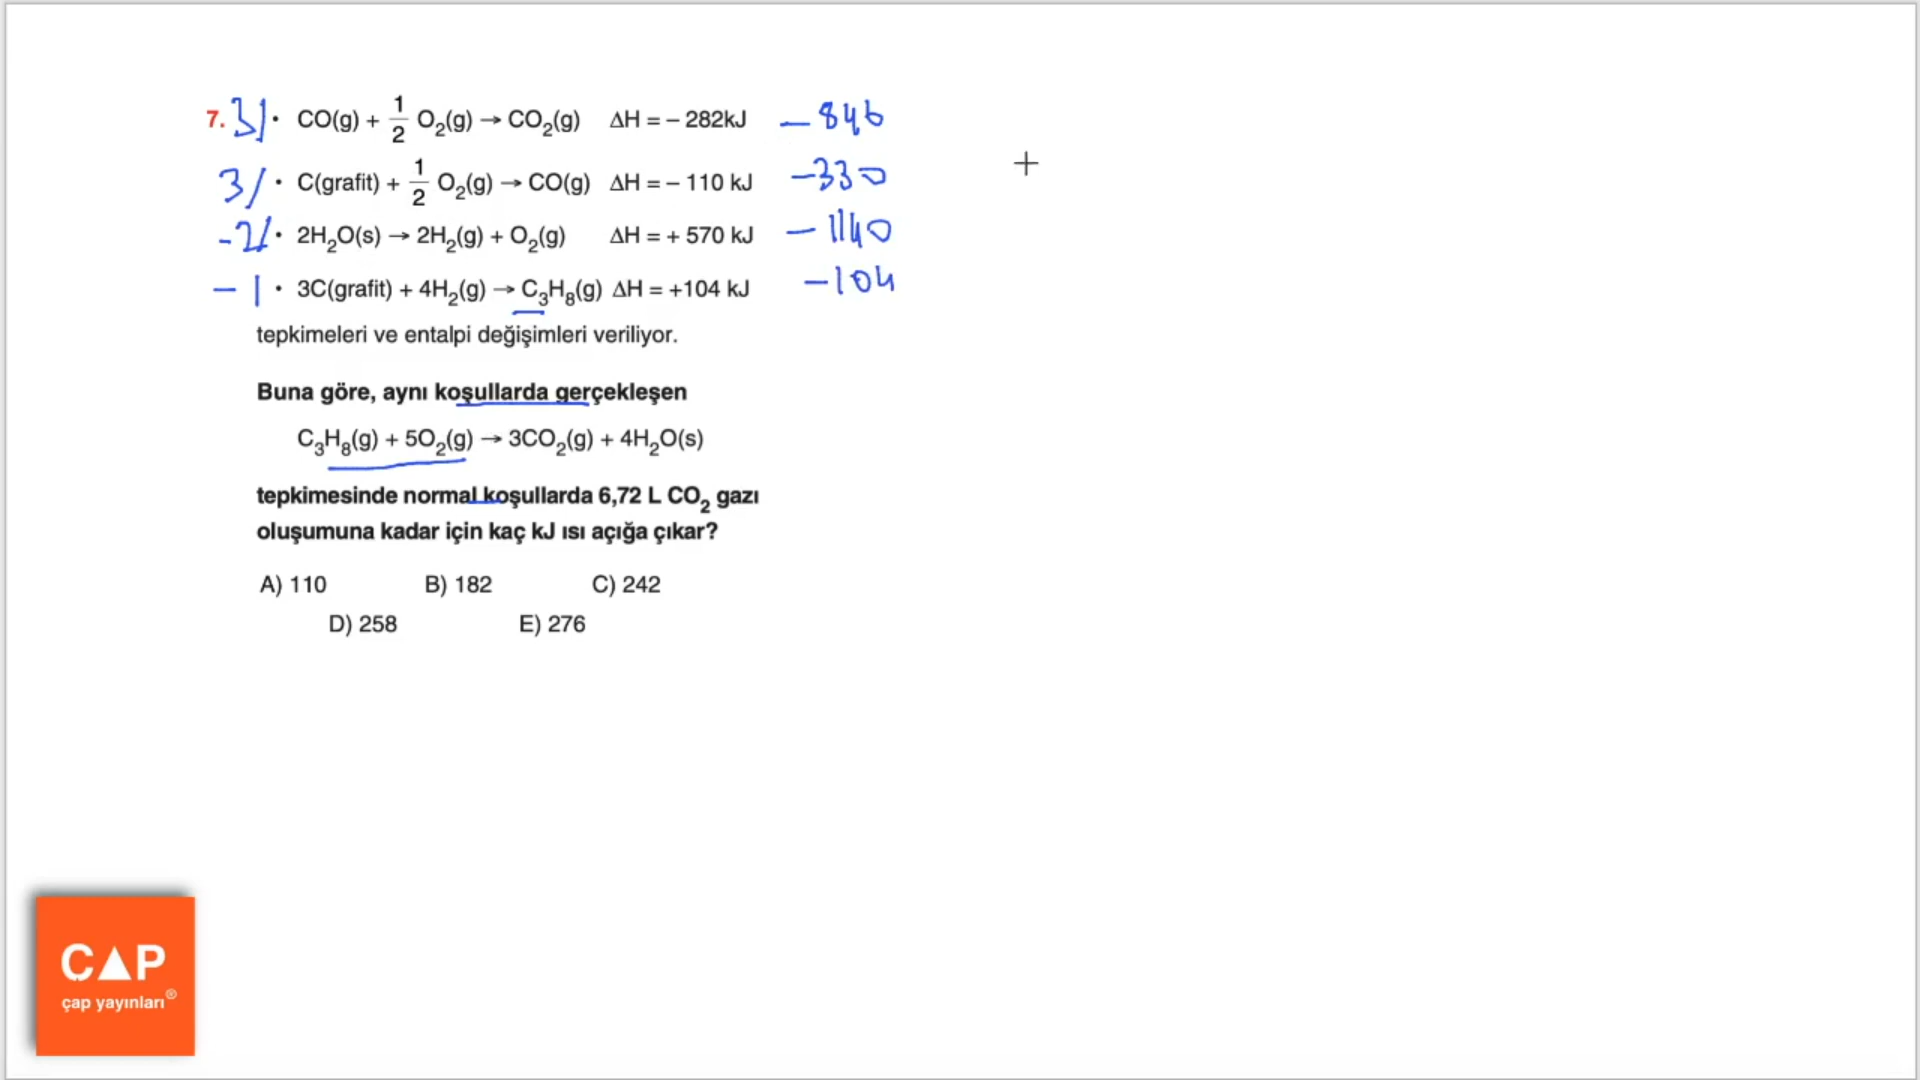 7. 3/ • CO(g) + 1/2 O₂(g) → CO₂(g) ΔH = – 282kJ – 846
3/ • C(grafit) + 1/2 O₂(g) → CO(g) ΔH = – 110 kJ – 330
-2/ • 2H₂O(s) → 2H₂(g) + O₂(g) ΔH = + 570 kJ – 1140
– 1 • 3C(grafit) + 4H₂(g) → C₃H₈(g) ΔH = +104 kJ – 104
tepkimeleri ve entalpi değişimleri veriliyor.
Buna göre, aynı koşullarda gerçekleşen
C₃H₈(g) + 5O₂(g) → 3CO₂(g) + 4H₂O(s)
tepkimesinde normal koşullarda 6,72 L CO₂ gazı
oluşumuna kadar için kaç kJ ısı açığa çıkar?
A) 110 B) 182 C) 242
D) 258 E) 276
CAP
çap yayınları®